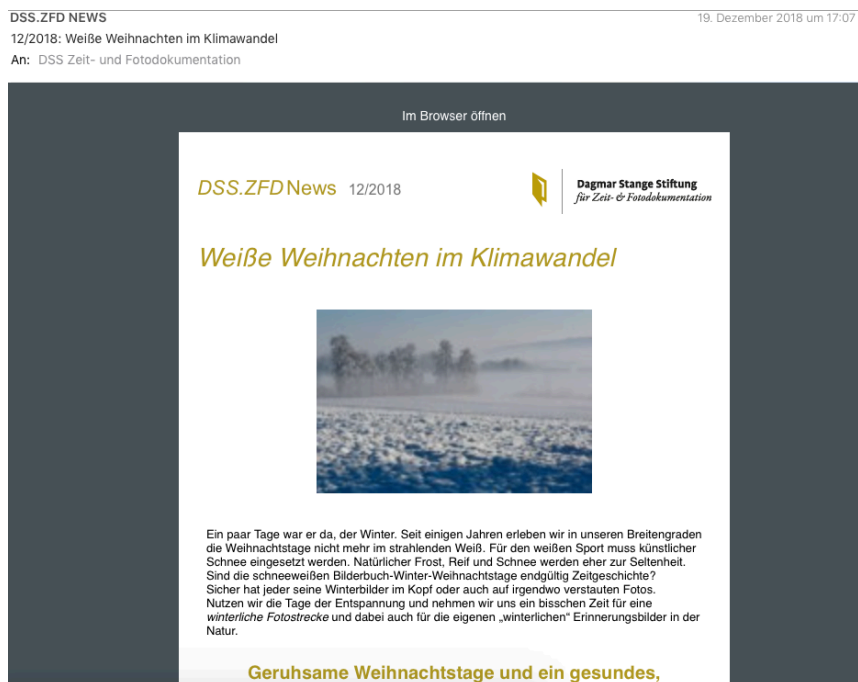 DSS.ZFD NEWS
19. Dezember 2018 um 17:07
12/2018: Weiße Weihnachten im Klimawandel
An: DSS Zeit- und Fotodokumentation
Im Browser öffnen
DSS.ZFD News 12/2018
Dagmar Stange Stiftung
für Zeit- & Fotodokumentation
Weiße Weihnachten im Klimawandel
Ein paar Tage war er da, der Winter. Seit einigen Jahren erleben wir in unseren Breitengraden
die Weihnachtstage nicht mehr im strahlenden Weiß. Für den weißen Sport muss künstlicher
Schnee eingesetzt werden. Natürlicher Frost, Reif und Schnee werden eher zur Seltenheit.
Sind die schneeweißen Bilderbuch-Winter-Weihnachtstage endgültig Zeitgeschichte?
Sicher hat jeder seine Winterbilder im Kopf oder auch auf irgendwo verstauten Fotos.
Nutzen wir die Tage der Entspannung und nehmen wir uns ein bisschen Zeit für eine
winterliche Fotostrecke und dabei auch für die eigenen „winterlichen“ Erinnerungsbilder in der
Natur.
Geruhsame Weihnachtstage und ein gesundes,